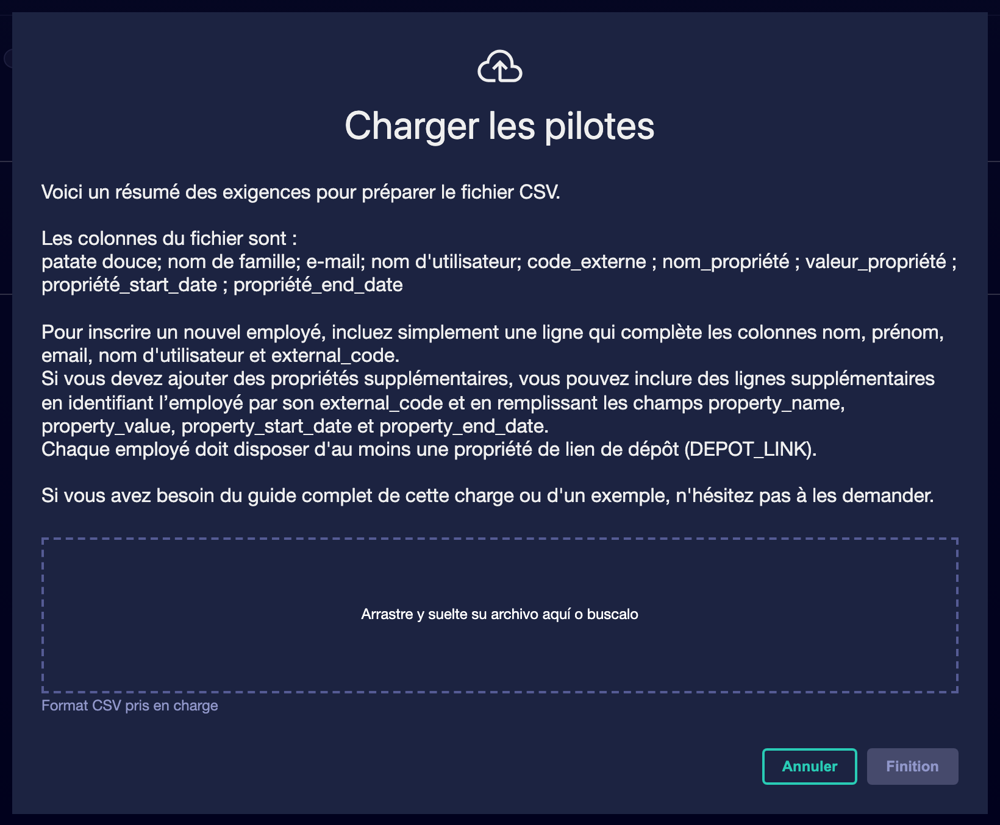 Charger les pilotes
Voici un résumé des exigences pour préparer le fichier CSV.
Les colonnes du fichier sont :
patate douce; nom de famille; e-mail; nom d'utilisateur; code_externe ; nom_propriété ; valeur_propriété ;
propriété_start_date ; propriété_end_date
Pour inscrire un nouvel employé, incluez simplement une ligne qui complète les colonnes nom, prénom,
email, nom d'utilisateur et external_code.
Si vous devez ajouter des propriétés supplémentaires, vous pouvez inclure des lignes supplémentaires
en identifiant l’employé par son external_code et en remplissant les champs property_name,
property_value, property_start_date et property_end_date.
Chaque employé doit disposer d'au moins une propriété de lien de dépôt (DEPOT_LINK).
Si vous avez besoin du guide complet de cette charge ou d'un exemple, n'hésitez pas à les demander.
Arrastre y suelte su archivo aquí o buscalo
Format CSV pris en charge
Annuler
Finition